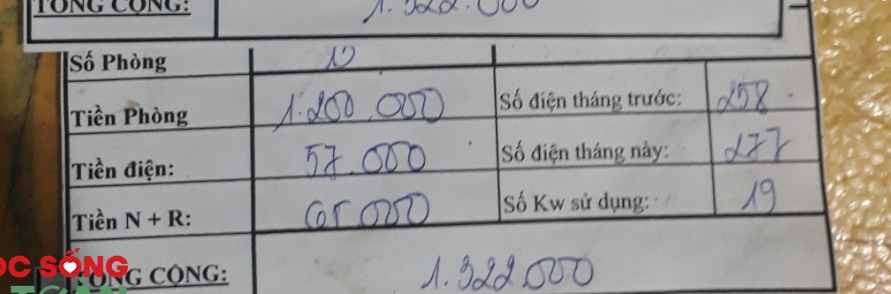 TỔNG CỘNG: 1.322.000
Số Phòng 10
Tiền Phòng 1.200.000 Số điện tháng trước: 258
Tiền điện: 57.000 Số điện tháng này: 277
Tiền N + R: 65.000 Số Kw sử dụng: 19
ỌC SỐNG
TỔNG CỘNG: 1.322.000